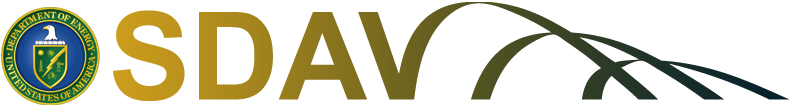 DEPARTMENT OF ENERGY
UNITED STATES OF AMERICA
SDAV